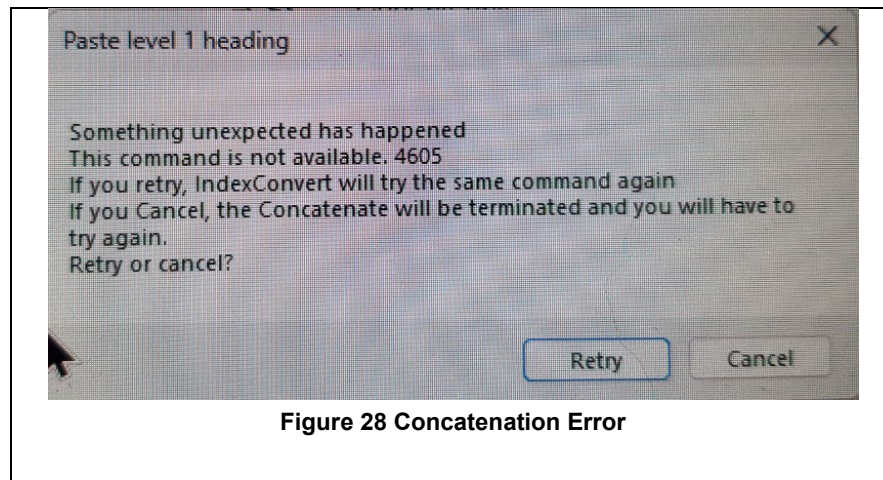 Paste level 1 heading
Something unexpected has happened
This command is not available. 4605
If you retry, IndexConvert will try the same command again
If you Cancel, the Concatenate will be terminated and you will have to
try again.
Retry or cancel?
Retry Cancel
Figure 28 Concatenation Error